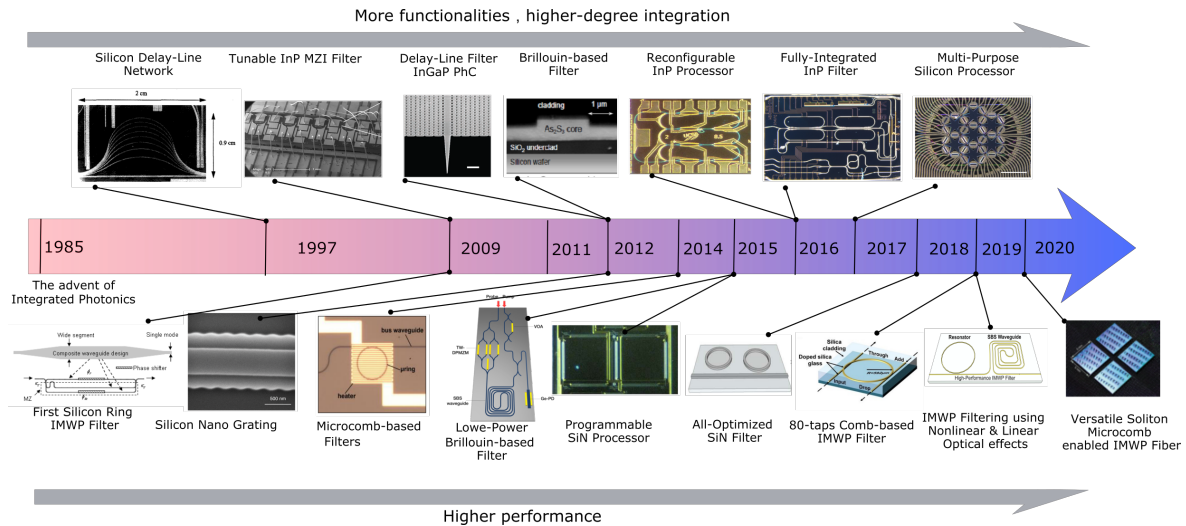 More functionalities , higher-degree integration
Silicon Delay-Line
Network
Tunable InP MZI Filter
Delay-Line Filter
InGaP PhC
Brillouin-based
Filter
Reconfigurable
InP Processor
Fully-Integrated
InP Filter
Multi-Purpose
Silicon Processor
2 cm
0.9 cm
cladding
1 µm
As₂S₃ core
SiO₂ underclad
Silicon wafer
1985
1997
2009
2011
2012
2014
2015
2016
2017
2018
2019
2020
The advent of
Integrated Photonics
Wide segment
Single mode
Composite waveguide design
Phase shifter
MZ
First Silicon Ring
IMWP Filter
500 nm
Silicon Nano Grating
bus waveguide
µring
heater
Microcomb-based
Filters
Probe
Pump
VOA
TW-
DPMZM
SBS
waveguide
Ge-PD
Lowe-Power
Brillouin-based
Filter
Programmable
SiN Processor
All-Optimized
SiN Filter
Silica
cladding
Doped silica
glass
Through
Add
Input
Drop
80-taps Comb-based
IMWP Filter
Resonator
SBS Waveguide
High-Performance IMWP Filter
IMWP Filtering using
Nonlinear & Linear
Optical effects
Versatile Soliton
Microcomb
enabled IMWP Fiber
Higher performance